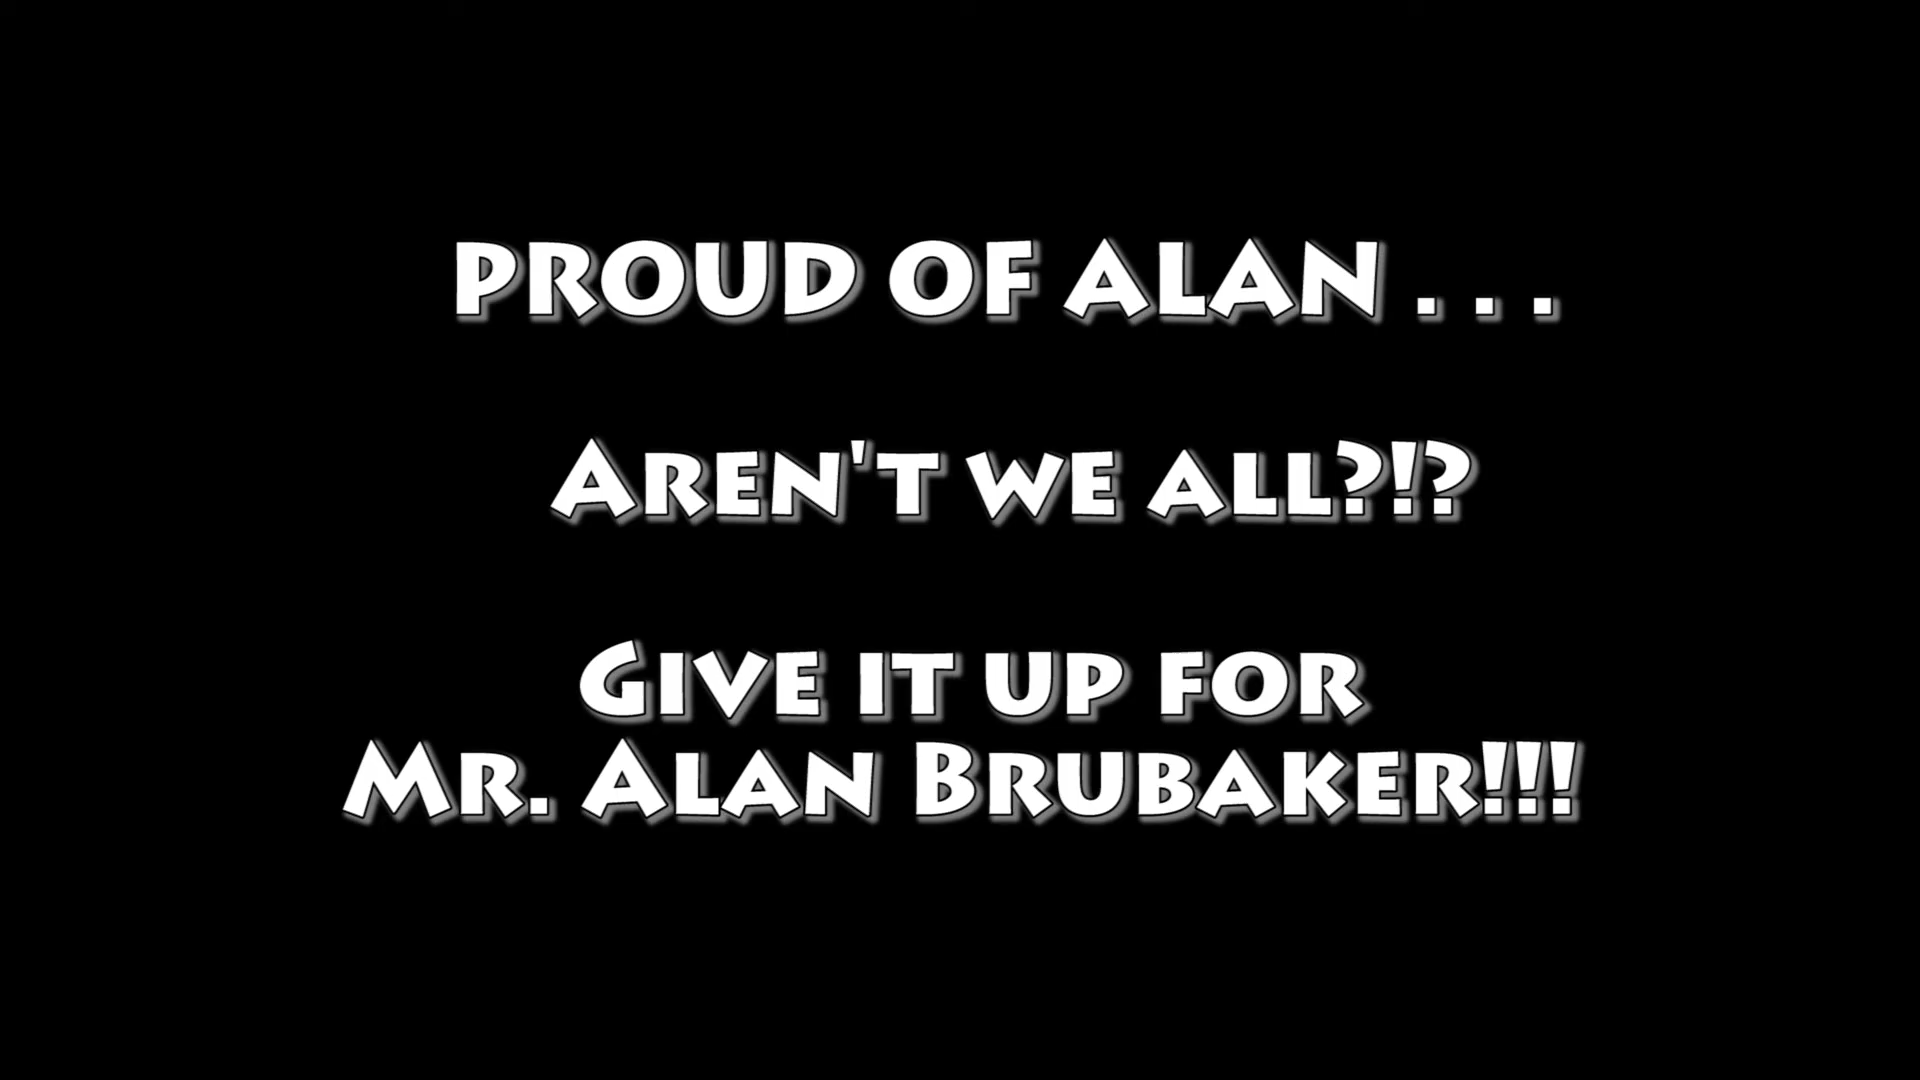 PROUD OF ALAN . . .
AREN'T WE ALL?!?
GIVE IT UP FOR
MR. ALAN BRUBAKER!!!